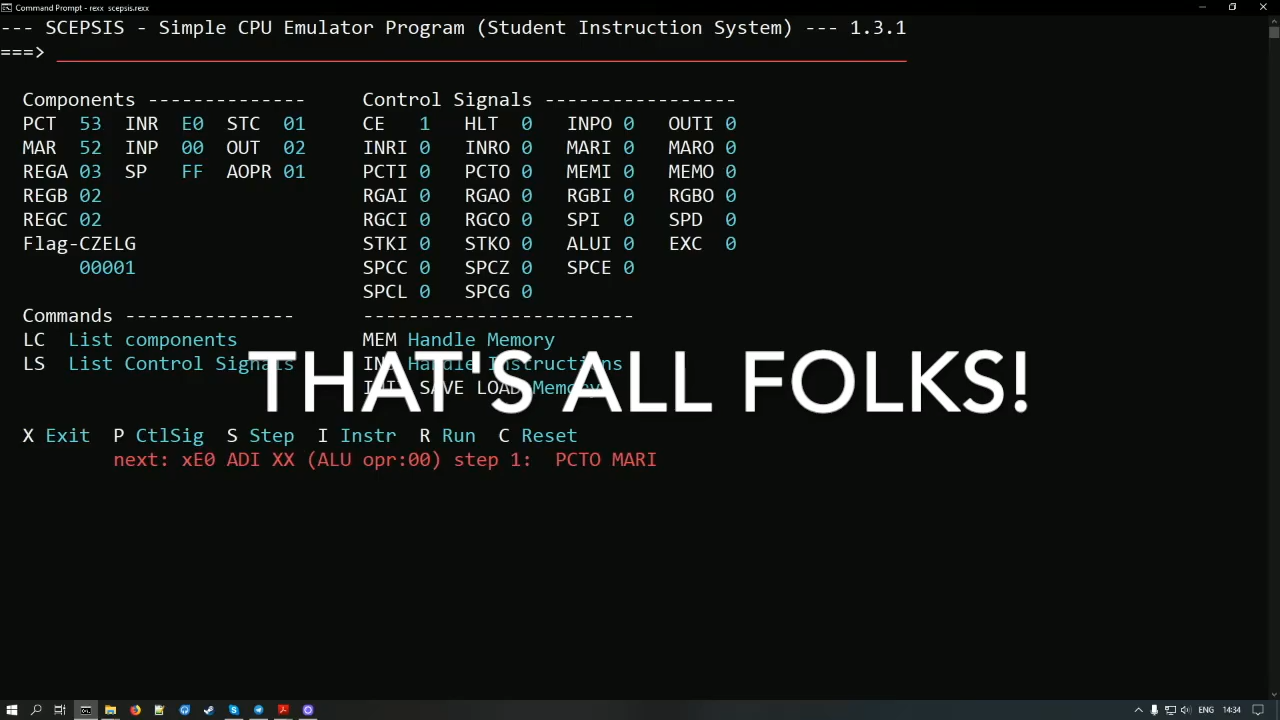 Command Prompt - rexx scepsis.rexx
--- SCEPSIS - Simple CPU Emulator Program (Student Instruction System) --- 1.3.1
===>
Components -------------- Control Signals -----------------
PCT 53 INR E0 STC 01 CE 1 HLT 0 INPO 0 OUTI 0
MAR 52 INP 00 OUT 02 INRI 0 INRO 0 MARI 0 MARO 0
REGA 03 SP FF AOPR 01 PCTI 0 PCTO 0 MEMI 0 MEMO 0
REGB 02 RGAI 0 RGAO 0 RGBI 0 RGBO 0
REGC 02 RGCI 0 RGCO 0 SPI 0 SPD 0
Flag-CZELG STKI 0 STKO 0 ALUI 0 EXC 0
00001 SPCC 0 SPCZ 0 SPCE 0
SPCL 0 SPCG 0
Commands --------------- ------------------------
LC List components MEM Handle Memory
LS List Control Signals Handle Instructions
SAVE LOAD Memory
THAT'S ALL FOLKS!
X Exit P CtlSig S Step I Instr R Run C Reset
next: xE0 ADI XX (ALU opr:00) step 1: PCTO MARI
ENG 14:34